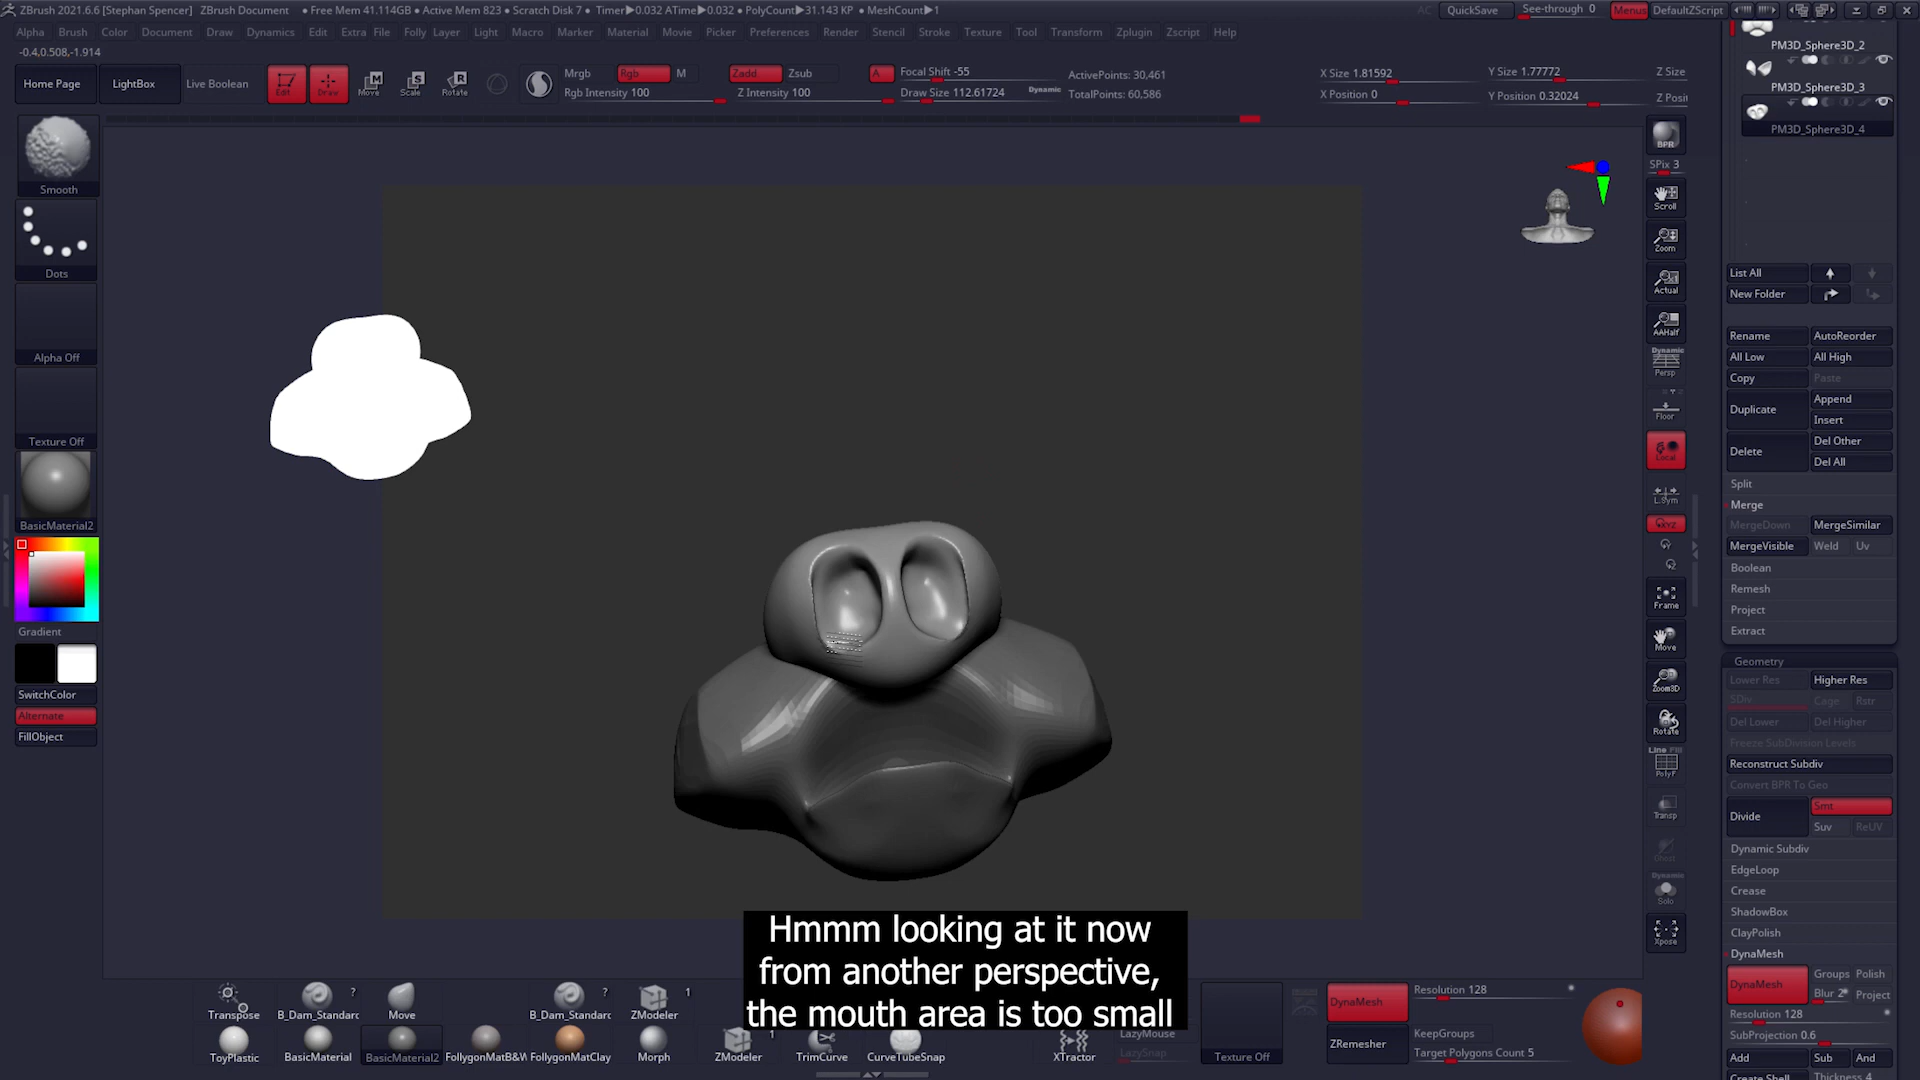 ZBrush 2021.6.6 [Stephan Spencer] ZBrush Document ● Free Mem 41.114GB ● Active Mem 823 ● Scratch Disk 7 ● Timer▶0.032 ATime▶0.032 ● PolyCount▶31.143 KP ● MeshCount▶1 AC QuickSave See-through 0 Menus DefaultZScript
Alpha Brush Color Document Draw Dynamics Edit Extra File Folly Layer Light Macro Marker Material Movie Picker Preferences Render Stencil Stroke Texture Tool Transform Zplugin Zscript Help
-0.4,0.508,-1.914
Home Page LightBox Live Boolean Edit Draw Move Scale Rotate
M S R
Mrgb Rgb M
Rgb Intensity 100
Zadd Zsub
Z Intensity 100
A Focal Shift -55
Draw Size 112.61724 Dynamic
ActivePoints: 30,461
TotalPoints: 60,586
X Size 1.81592 Y Size 1.77772 Z Size
X Position 0 Y Position 0.32024 Z Posit
Smooth
Dots
Alpha Off
Texture Off
BasicMaterial2
Gradient
SwitchColor
Alternate
FillObject
BPR
SPix 3
Scroll
Zoom
Actual
AAHalf
Dynamic
Persp
Floor
Local
L.Sym
XYZ
Frame
Move
Zoom3D
Rotate
Line Fill
PolyF
Transp
Ghost
Dynamic
Solo
Xpose
PM3D_Sphere3D_2
PM3D_Sphere3D_3
PM3D_Sphere3D_4
List All
New Folder
Rename AutoReorder
All Low All High
Copy Paste
Duplicate Append
Insert
Delete Del Other
Del All
Split
Merge
MergeDown MergeSimilar
MergeVisible Weld Uv
Boolean
Remesh
Project
Extract
Geometry
Lower Res Higher Res
SDiv Cage Rstr
Del Lower Del Higher
Freeze SubDivision Levels
Reconstruct Subdiv
Convert BPR To Geo
Divide Smt
Suv ReUV
Dynamic Subdiv
EdgeLoop
Crease
ShadowBox
ClayPolish
DynaMesh
DynaMesh Groups Polish
Blur 2 Project
Resolution 128
SubProjection 0.6
Add Sub And
Create Shell Thickness 4
Hmmm looking at it now
from another perspective,
the mouth area is too small
Transpose B_Dam_Standarc ? Move B_Dam_Standarc ? ZModeler 1
ToyPlastic BasicMaterial BasicMaterial2 FollygonMatB&W FollygonMatClay Morph ZModeler 1 TrimCurve CurveTubeSnap XTractor
LazyMouse
LazySnap
Texture Off
DynaMesh Resolution 128
ZRemesher KeepGroups
Target Polygons Count 5